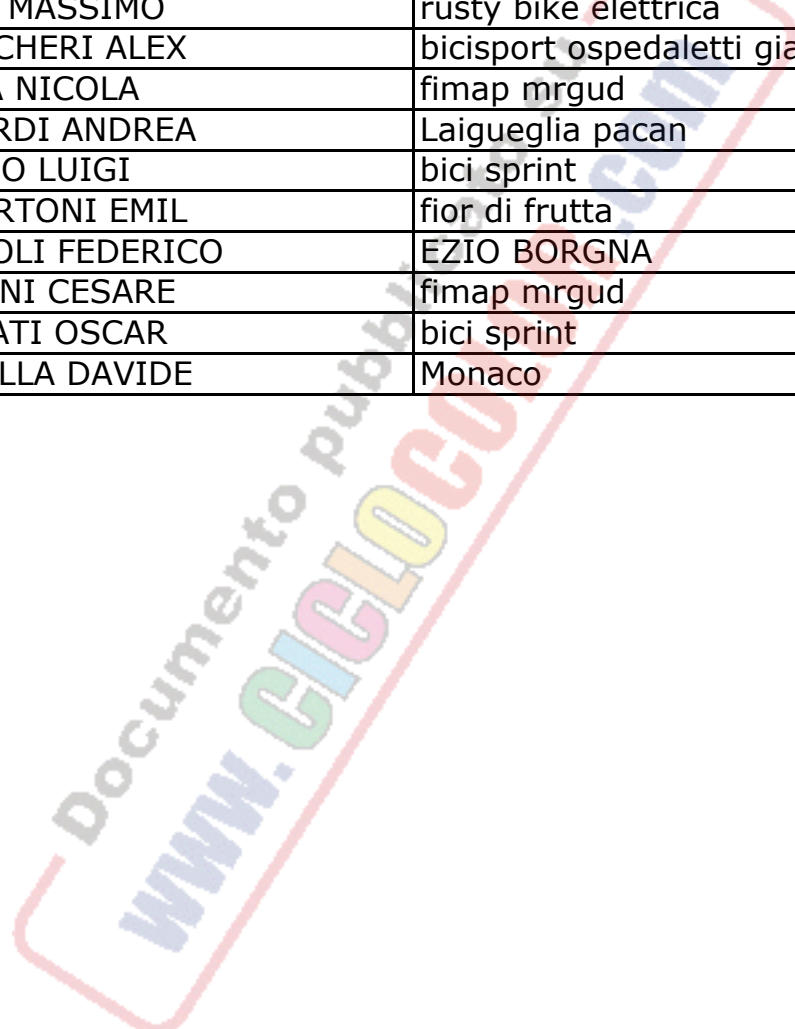 MASSIMO rusty bike elettrica
CHERI ALEX bicisport ospedaletti gia
A NICOLA fimap mrgud
RDI ANDREA Laigueglia pacan
O LUIGI bici sprint
RTONI EMIL fior di frutta
OLI FEDERICO EZIO BORGNA
NI CESARE fimap mrgud
ATI OSCAR bici sprint
LLA DAVIDE Monaco
Documento pubblicato su
www.CICLOCOLOR.com